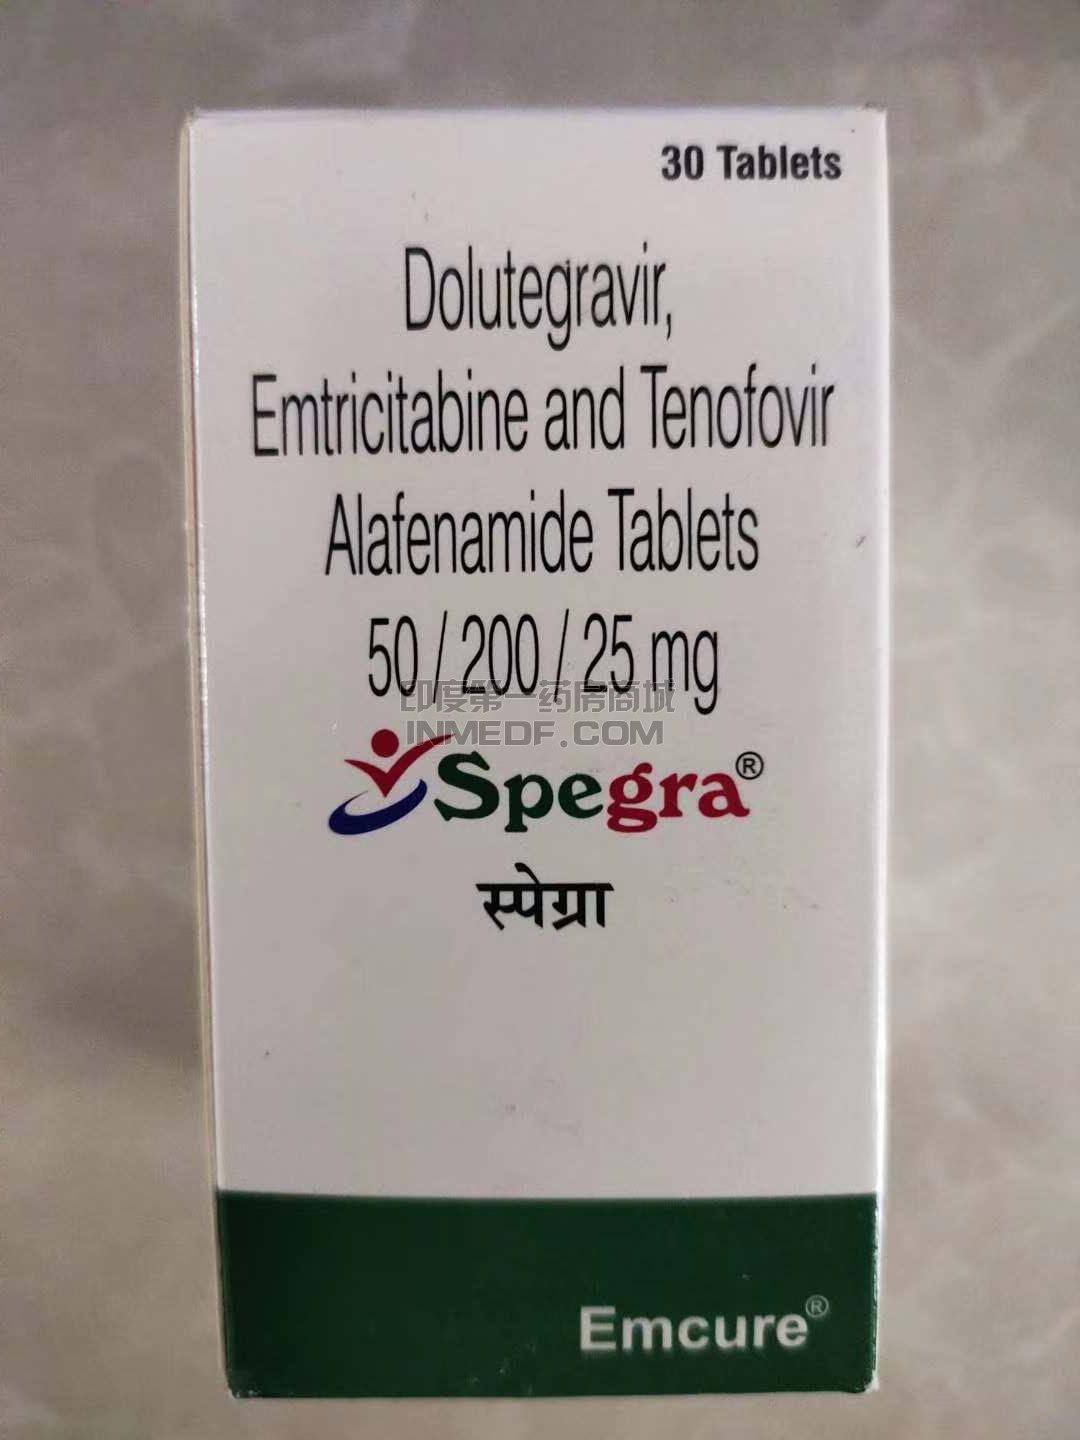 30 Tablets
Dolutegravir,
Emtricitabine and Tenofovir
Alafenamide Tablets
50 / 200 / 25 mg
印度第一药房商城
INMEDF.COM
Spegra®
स्पेग्रा
Emcure®